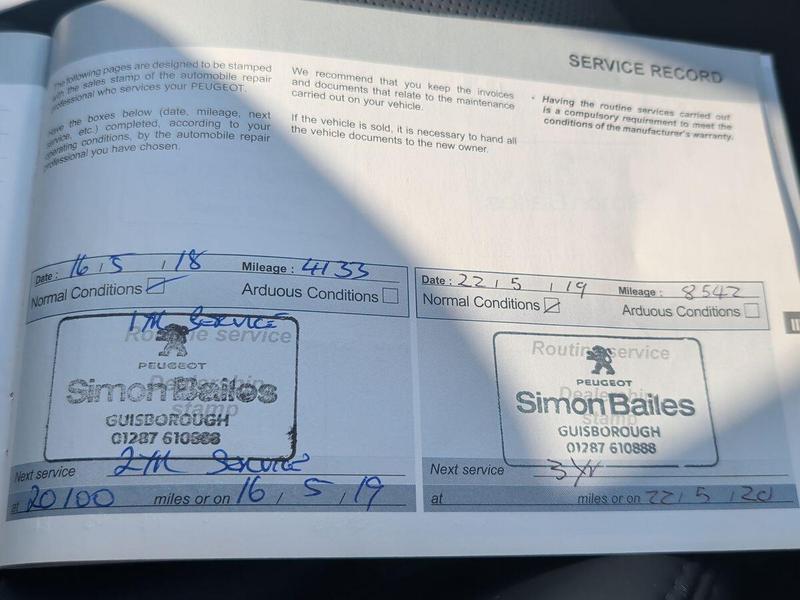 SERVICE RECORD
The following pages are designed to be stamped
with the sales stamp of the automobile repair
professional who services your PEUGEOT.
Have the boxes below (date, mileage, next
service, etc.) completed, according to your
operating conditions, by the automobile repair
professional you have chosen.
We recommend that you keep the invoices
and documents that relate to the maintenance
carried out on your vehicle.
If the vehicle is sold, it is necessary to hand all
the vehicle documents to the new owner.
* Having the routine services carried out
is a compulsory requirement to meet the
conditions of the manufacturer's warranty.
Date : 16 / 5 / 18 Mileage : 4133
Normal Conditions Arduous Conditions
1YR SERVICE
Routine service
PEUGEOT
Dealership
Simon Bailes
stamp
GUISBOROUGH
01287 610888
Next service 2YR SERVICE
at 20100 miles or on 16 / 5 / 19
Date : 22 / 5 / 19 Mileage : 8542
Normal Conditions Arduous Conditions
Routine service
PEUGEOT
Dealership
Simon Bailes
stamp
GUISBOROUGH
01287 610888
Next service 3Yr
at miles or on 22 / 5 / 20